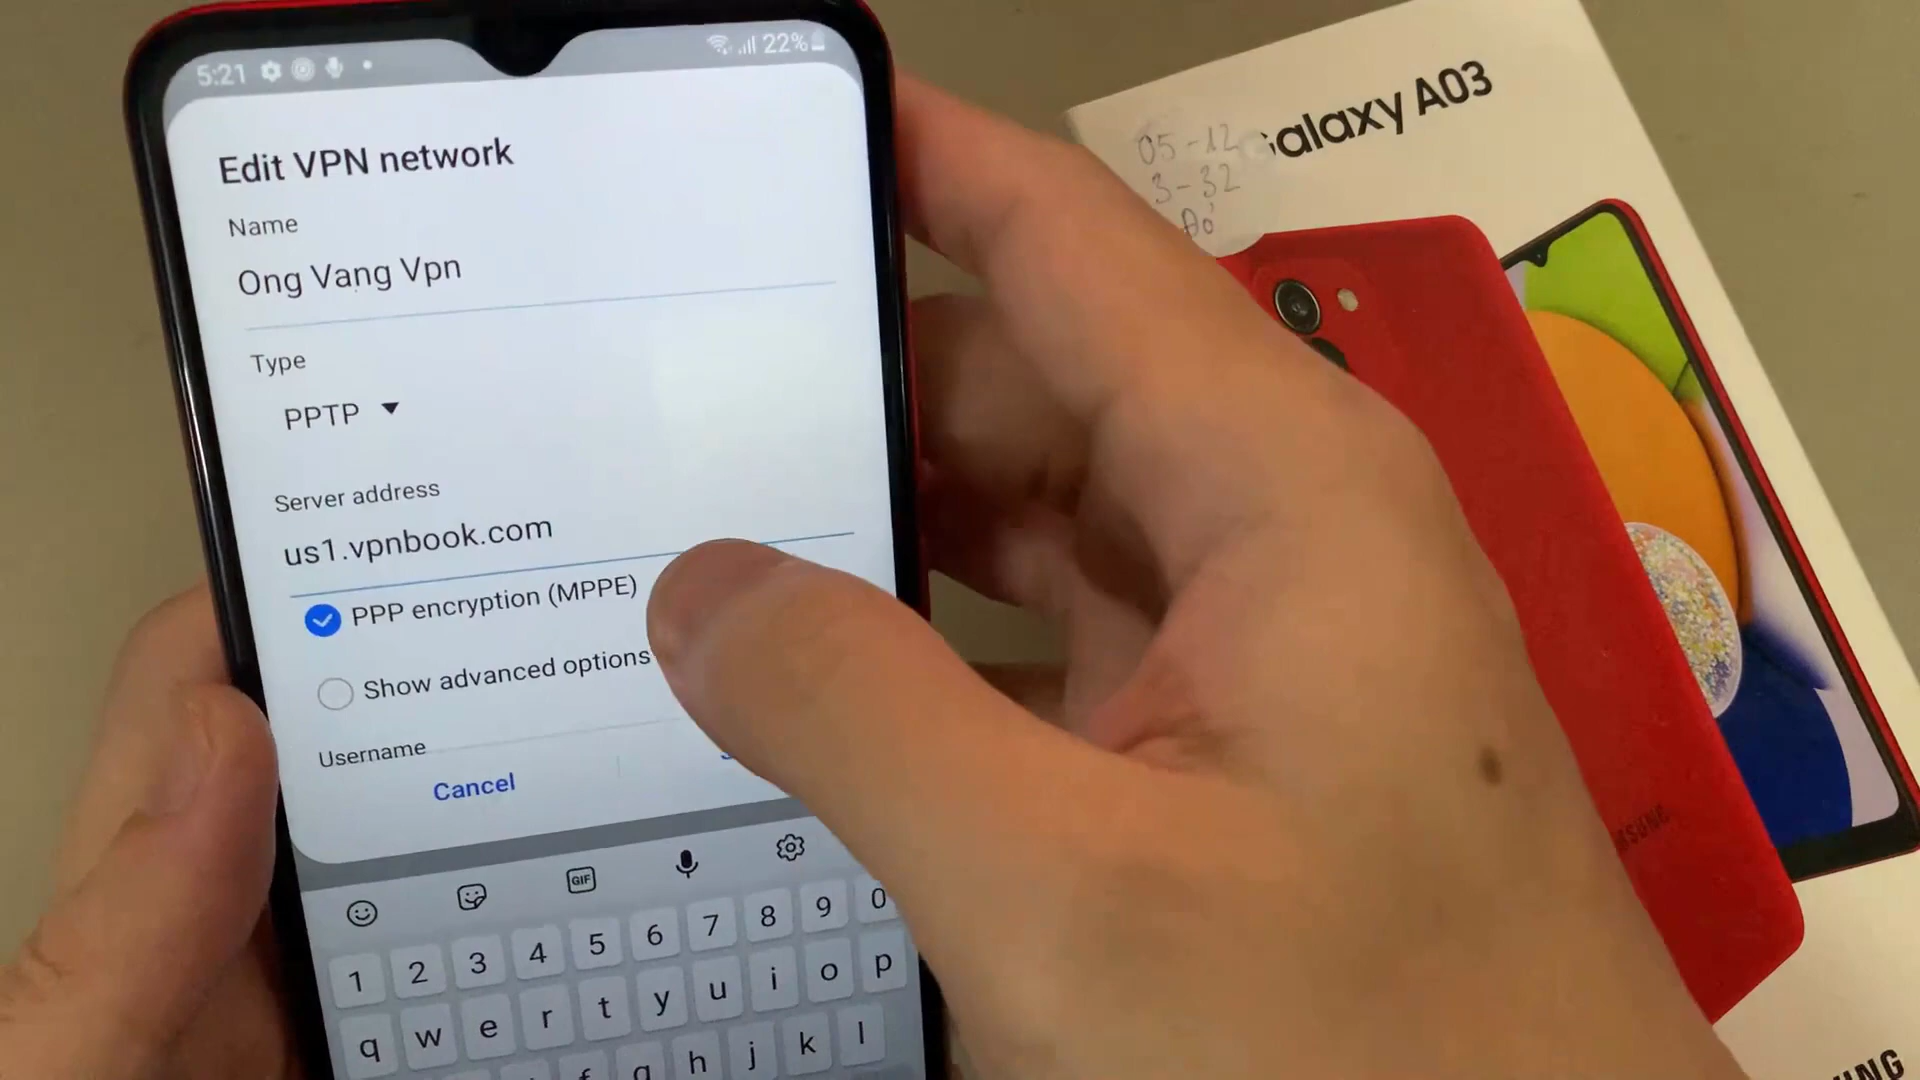 5:21
22%
Edit VPN network
Name
Ong Vang Vpn
Type
PPTP
Server address
us1.vpnbook.com
PPP encryption (MPPE)
Show advanced options
Username
Cancel
GIF
1 2 3 4 5 6 7 8 9 0
q w e r t y u i o p
g h j k l
Galaxy A03
05-12
3-32
Đỏ